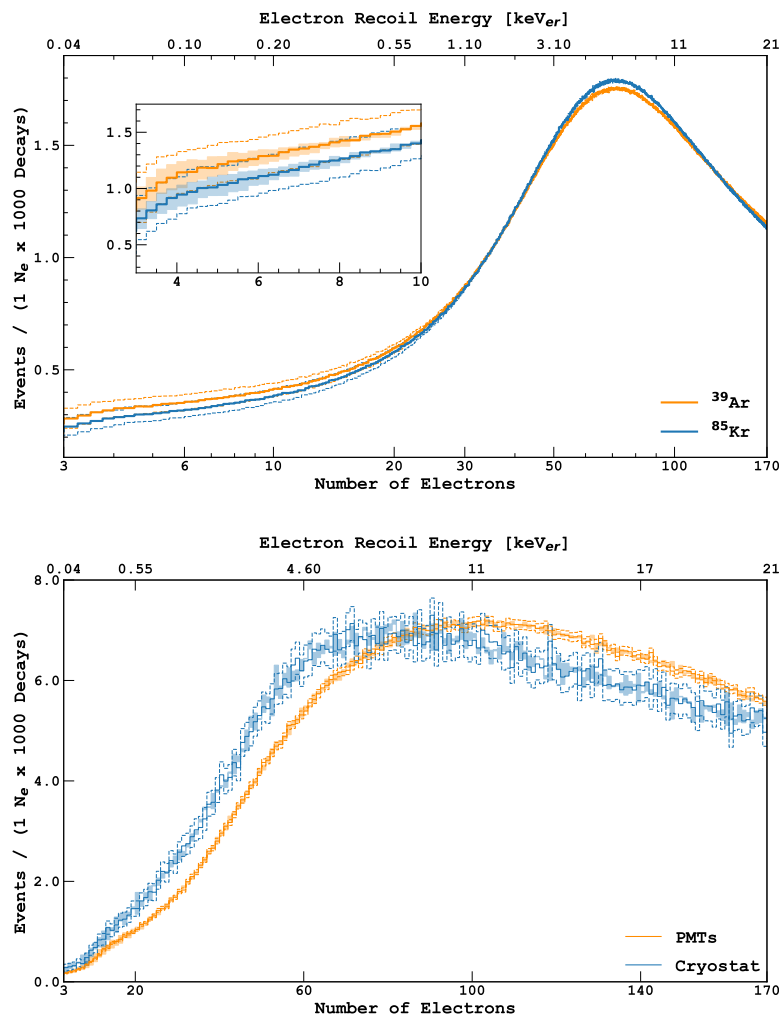 Electron Recoil Energy [keVer]
0.04 0.10 0.20 0.55 1.10 3.10 11 21
Events / (1 Ne x 1000 Decays)
1.5
1.0
0.5
1.5
1.0
0.5
4 6 8 10
39Ar
85Kr
3 6 10 20 30 50 100 170
Number of Electrons
Electron Recoil Energy [keVer]
0.04 0.55 4.60 11 17 21
Events / (1 Ne x 1000 Decays)
8.0
6.0
4.0
2.0
0.0
PMTs
Cryostat
3 20 60 100 140 170
Number of Electrons